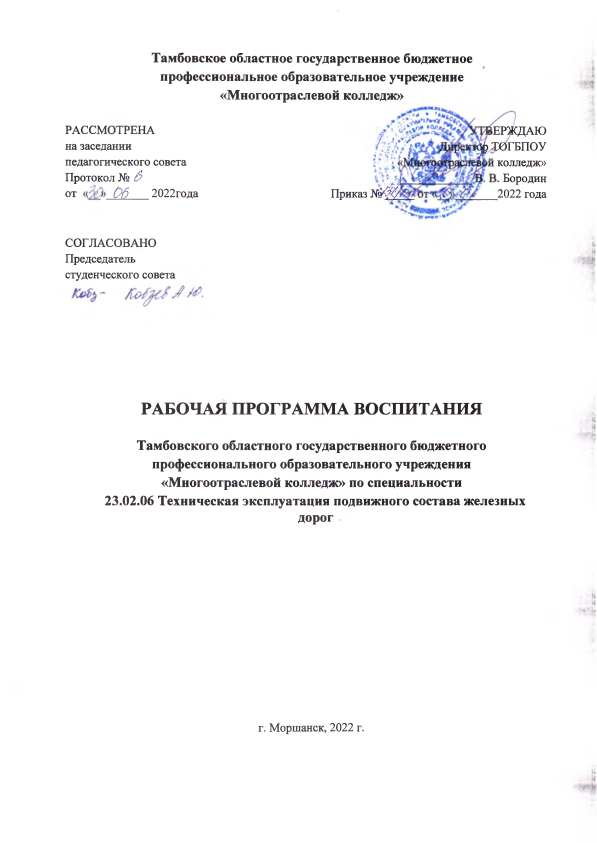 Тамбовское областное государственное бюджетное
профессиональное образовательное учреждение
«Многоотраслевой колледж»
РАССМОТРЕНА
на заседании
педагогического совета
Протокол № 6
от «30» 06 2022года
УТВЕРЖДАЮ
Директор ТОГБПОУ
«Многоотраслевой колледж»
В. В. Бородин
Приказ № от « » 2022 года
СОГЛАСОВАНО
Председатель
студенческого совета
Кобз- Кобзев А.Ю.
РАБОЧАЯ ПРОГРАММА ВОСПИТАНИЯ
Тамбовского областного государственного бюджетного
профессионального образовательного учреждения
«Многоотраслевой колледж» по специальности
23.02.06 Техническая эксплуатация подвижного состава железных
дорог
г. Моршанск, 2022 г.